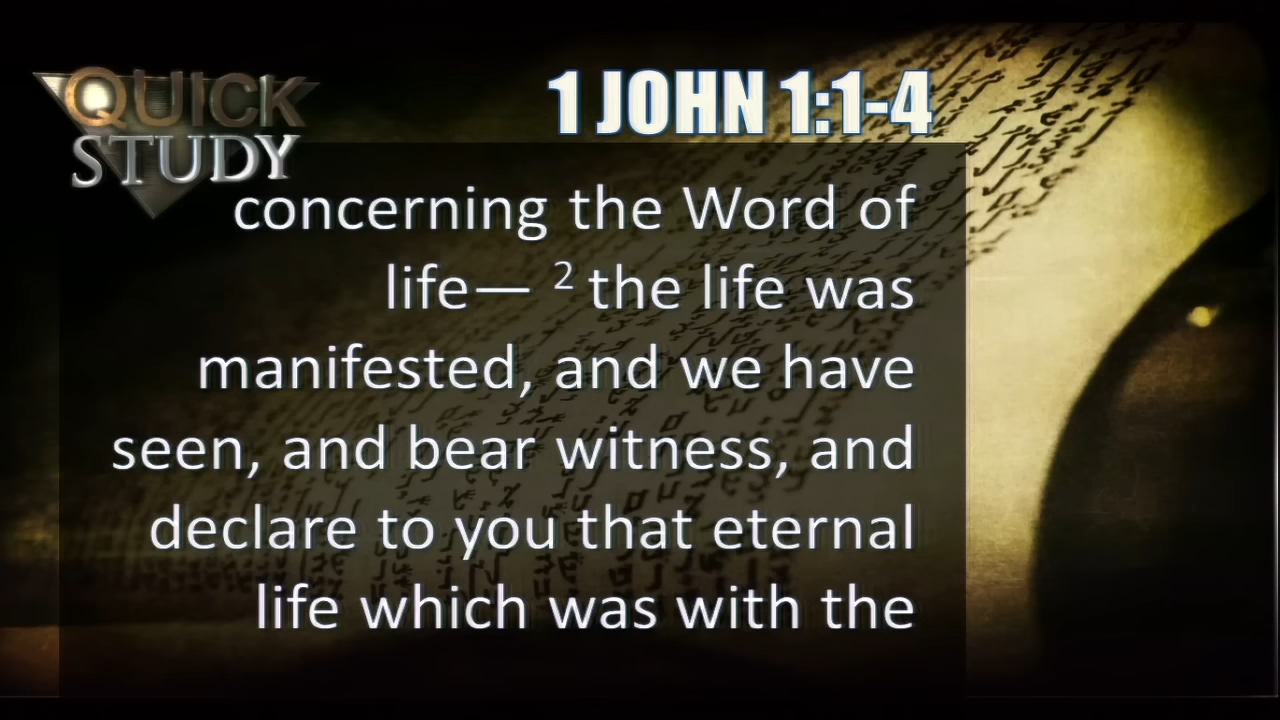 QUICK
STUDY
1 JOHN 1:1-4
concerning the Word of
life— 2 the life was
manifested, and we have
seen, and bear witness, and
declare to you that eternal
life which was with the